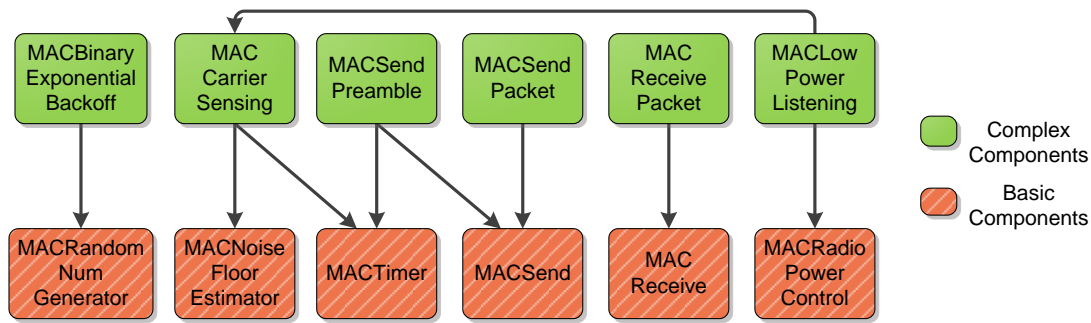 MACBinary
Exponential
Backoff
MAC
Carrier
Sensing
MACSend
Preamble
MACSend
Packet
MAC
Receive
Packet
MACLow
Power
Listening
Complex
Components
Basic
Components
MACRandom
Num
Generator
MACNoise
Floor
Estimator
MACTimer
MACSend
MAC
Receive
MACRadio
Power
Control